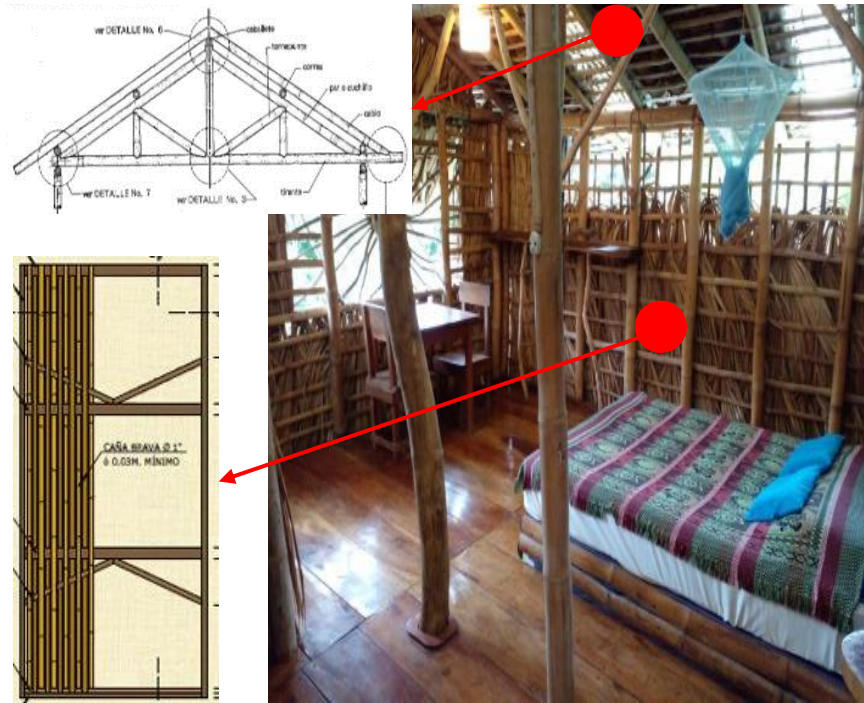 ver DETALLE No. 6
caballete
tornapunta
correa
par o cuchillo
cabio
ver DETALLE No. 7
ver DETALLE No. 3
tirante
CAÑA BRAVA Ø 1"
ó 0.03M. MÍNIMO